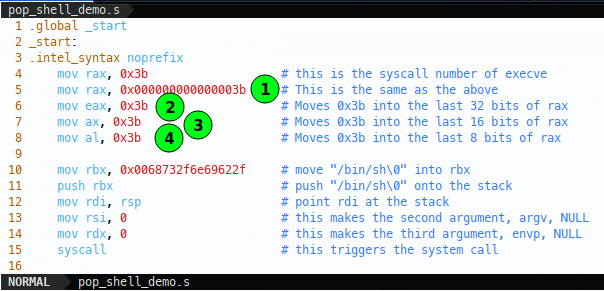 pop_shell_demo.s
1 .global _start
2 _start:
3 .intel_syntax noprefix
4 mov rax, 0x3b # this is the syscall number of execve
5 mov rax, 0x000000000000003b 1 # This is the same as the above
6 mov eax, 0x3b 2 # Moves 0x3b into the last 32 bits of rax
7 mov ax, 0x3b 3 # Moves 0x3b into the last 16 bits of rax
8 mov al, 0x3b 4 # Moves 0x3b into the last 8 bits of rax
9
10 mov rbx, 0x0068732f6e69622f # move "/bin/sh\0" into rbx
11 push rbx # push "/bin/sh\0" onto the stack
12 mov rdi, rsp # point rdi at the stack
13 mov rsi, 0 # this makes the second argument, argv, NULL
14 mov rdx, 0 # this makes the third argument, envp, NULL
15 syscall # this triggers the system call
16
NORMAL pop_shell_demo.s